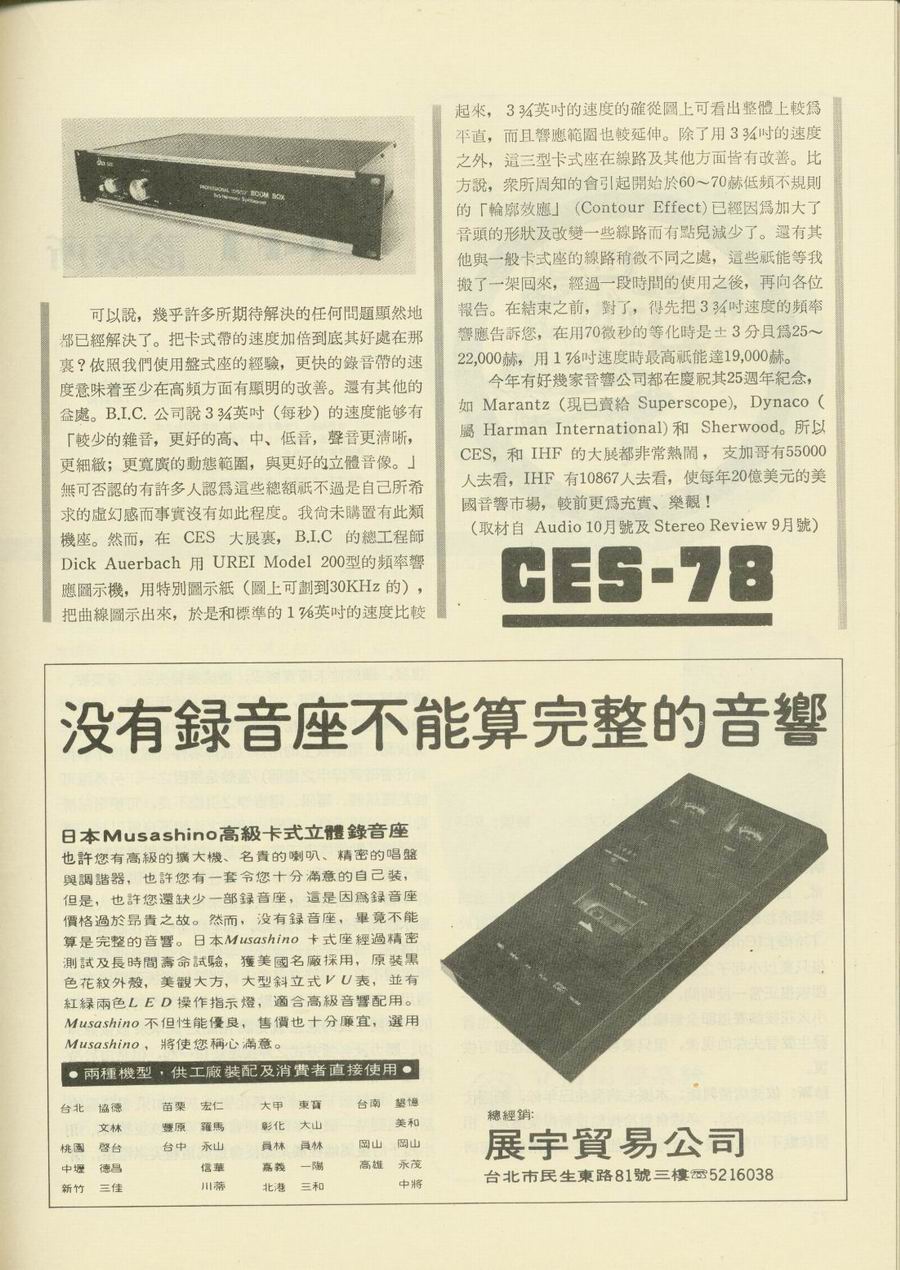 dbx
PROFESSIONAL "DISCO" BOOM BOX
Sub Harmonic Synthesizer
可以說，幾乎許多所期待解決的任何問題顯然地
都已經解決了。把卡式帶的速度加倍到底其好處在那
裏？依照我們使用盤式座的經驗，更快的錄音帶的速
度意味着至少在高頻方面有顯明的改善。還有其他的
益處。B.I.C. 公司說3¾英吋（每秒）的速度能够有
「較少的雜音，更好的高、中、低音，聲音更清晰，
更細緻；更寬廣的動態範圍，與更好的立體音像。」
無可否認的有許多人認爲這些總額祇不過是自己所希
求的虛幻感而事實沒有如此程度。我尙未購置有此類
機座。然而，在 CES 大展裏，B.I.C 的總工程師
Dick Auerbach 用 UREI Model 200型的頻率響
應圖示機，用特別圖示紙（圖上可劃到30KHz 的），
把曲線圖示出來，於是和標準的1⅞英吋的速度比較
起來，3¾英吋的速度的確從圖上可看出整體上較爲
平直，而且響應範圍也較延伸。除了用3¾吋的速度
之外，這三型卡式座在線路及其他方面皆有改善。比
方說，衆所周知的會引起開始於60～70赫低頻不規則
的「輪廓效應」(Contour Effect)已經因爲加大了
音頭的形狀及改變一些線路而有點兒減少了。還有其
他與一般卡式座的線路稍微不同之處，這些祇能等我
搬了一架囘來，經過一段時間的使用之後，再向各位
報告。在結束之前，對了，得先把3¾吋速度的頻率
響應告訴您，在用70微秒的等化時是±3分貝爲25～
22,000赫，用1⅞吋速度時最高祇能達19,000赫。
今年有好幾家音響公司都在慶祝其25週年紀念，
如 Marantz（現已賣給 Superscope), Dynaco (
屬 Harman International)和 Sherwood。所以
CES，和 IHF 的大展都非常熱鬧，支加哥有55000
人去看，IHF 有10867人去看，使每年20億美元的美
國音響市場，較前更爲充實、樂觀！
（取材自 Audio 10月號及 Stereo Review 9月號）
CES-78
没有録音座不能算完整的音響
日本Musashino高級卡式立體錄音座
也許您有高級的擴大機、名貴的喇叭、精密的唱盤
與調諧器，也許您有一套令您十分滿意的自己裝，
但是，也許您還缺少一部録音座，這是因爲録音座
價格過於昂貴之故。然而，没有録音座，畢竟不能
算是完整的音響。日本Musashino 卡式座經過精密
測試及長時間壽命試驗，獲美國名廠採用，原裝黑
色花紋外殼，美觀大方，大型斜立式VU表，並有
紅緑兩色LED操作指示燈，適合高級音響配用。
Musashino不但性能優良，售價也十分廉宜，選用
Musashino，將使您稱心滿意。
●兩種機型，供工廠裝配及消費者直接使用●
台北 協德 苗栗 宏仁 大甲 東寶 台南 鑿憶
文林 豐原 羅馬 彰化 大山 美和
桃園 啓合 台中 永山 員林 員林 岡山 岡山
中壢 德昌 信華 嘉義 一陽 高雄 永茂
新竹 三佳 川蒂 北港 三和 中將
總經銷:
展宇貿易公司
台北市民生東路81號三樓☏5216038